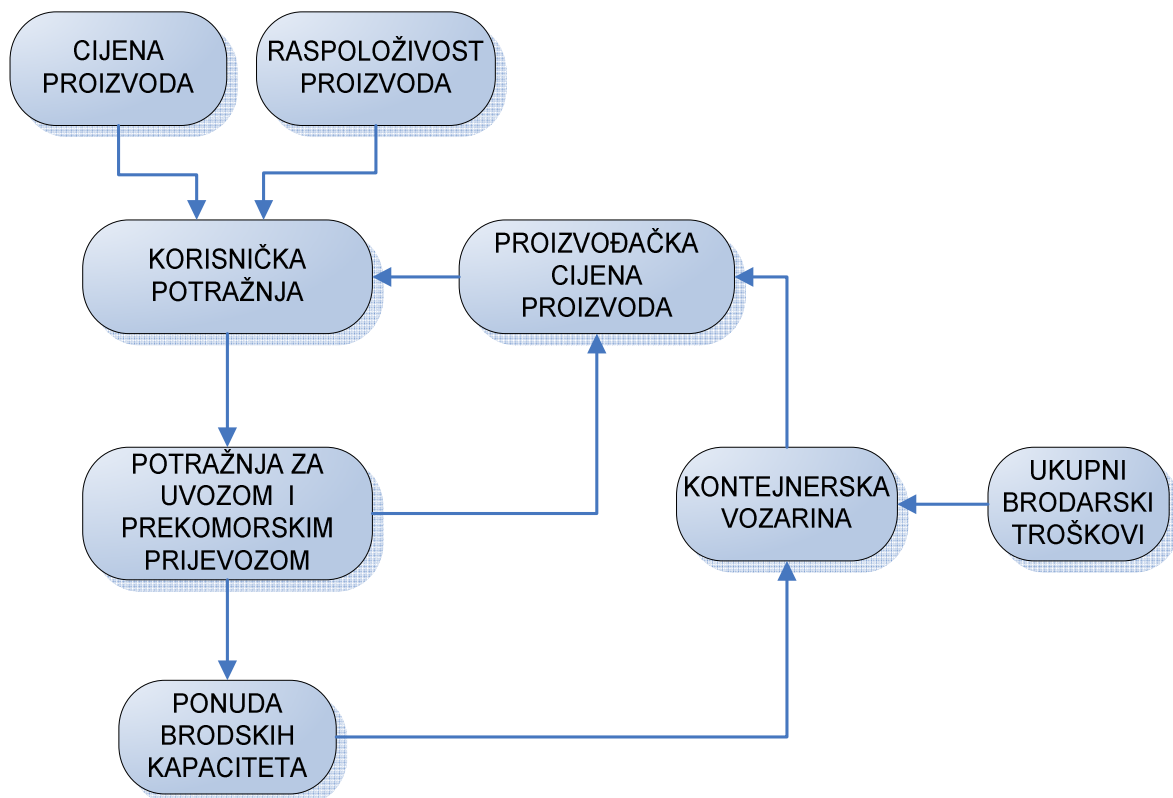 CIJENA
PROIZVODA
RASPOLOŽIVOST
PROIZVODA
KORISNIČKA
POTRAŽNJA
PROIZVOĐAČKA
CIJENA
PROIZVODA
POTRAŽNJA ZA
UVOZOM I
PREKOMORSKIM
PRIJEVOZOM
KONTEJNERSKA
VOZARINA
UKUPNI
BRODARSKI
TROŠKOVI
PONUDA
BRODSKIH
KAPACITETA